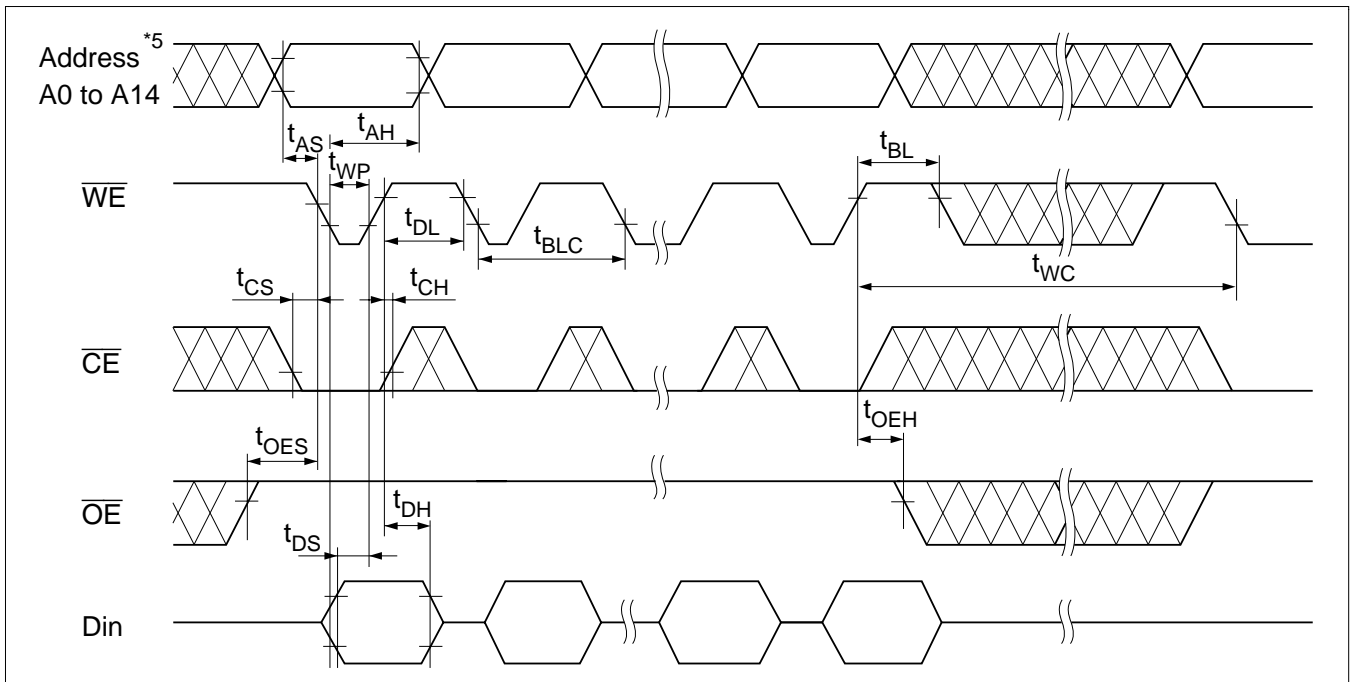 Address *5
A0 to A14
tAS
tAH
tWP
tBL
WE
tDL
tBLC
tWC
tCS
tCH
CE
tOEH
tOES
OE
tDH
tDS
Din